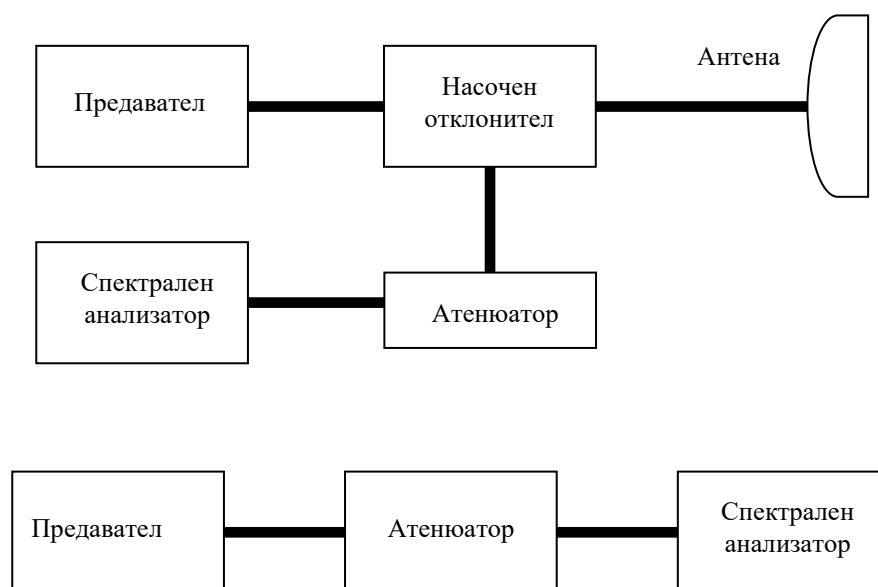 Антена
Предавател
Насочен
отклонител
Спектрален
анализатор
Атенюатор
Предавател
Атенюатор
Спектрален
анализатор